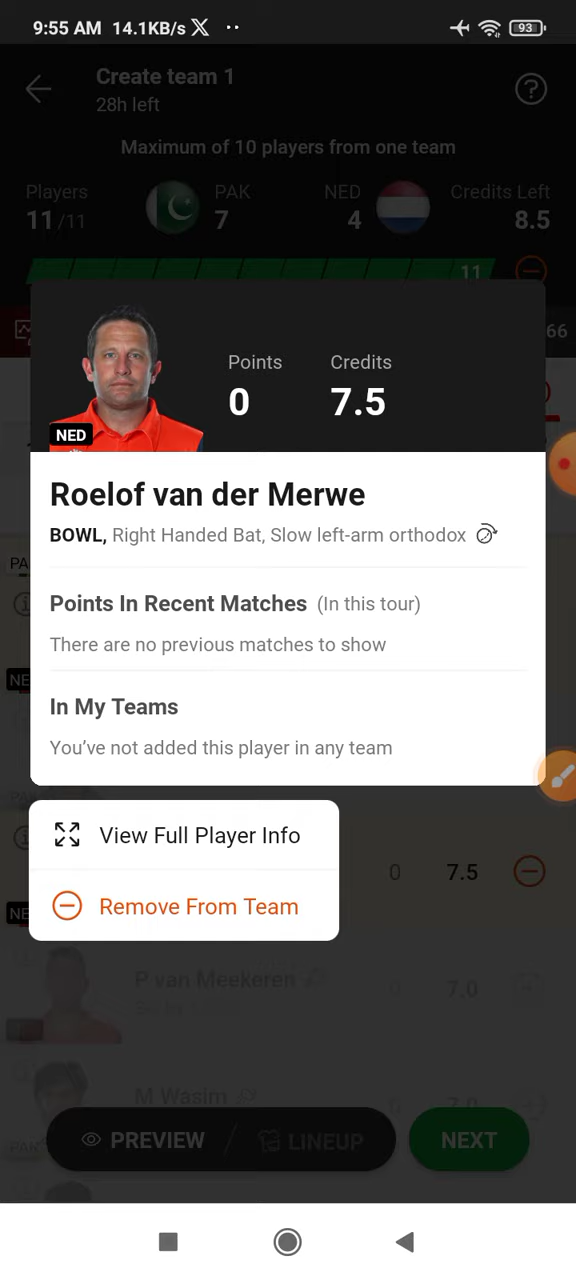 9:55 AM 14.1KB/s X ··
93
Create team 1
28h left
Maximum of 10 players from one team
Players
11/11
PAK
7
NED
4
Credits Left
8.5
11
66
Points
0
Credits
7.5
NED
Roelof van der Merwe
BOWL, Right Handed Bat, Slow left-arm orthodox
Points In Recent Matches (In this tour)
There are no previous matches to show
In My Teams
You’ve not added this player in any team
View Full Player Info
0 7.5
Remove From Team
P van Meekeren
0 7.0
M Wasim
PREVIEW
LINEUP
NEXT